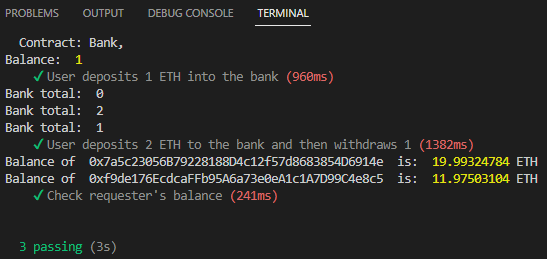 PROBLEMS OUTPUT DEBUG CONSOLE TERMINAL
Contract: Bank,
Balance: 1
✓ User deposits 1 ETH into the bank (960ms)
Bank total: 0
Bank total: 2
Bank total: 1
✓ User deposits 2 ETH to the bank and then withdraws 1 (1382ms)
Balance of 0x7a5c23056B79228188D4c12f57d8683854D6914e is: 19.99324784 ETH
Balance of 0xf9de176EcdcaFFb95A6a73e0eA1c1A7D99C4e8c5 is: 11.97503104 ETH
✓ Check requester's balance (241ms)
3 passing (3s)